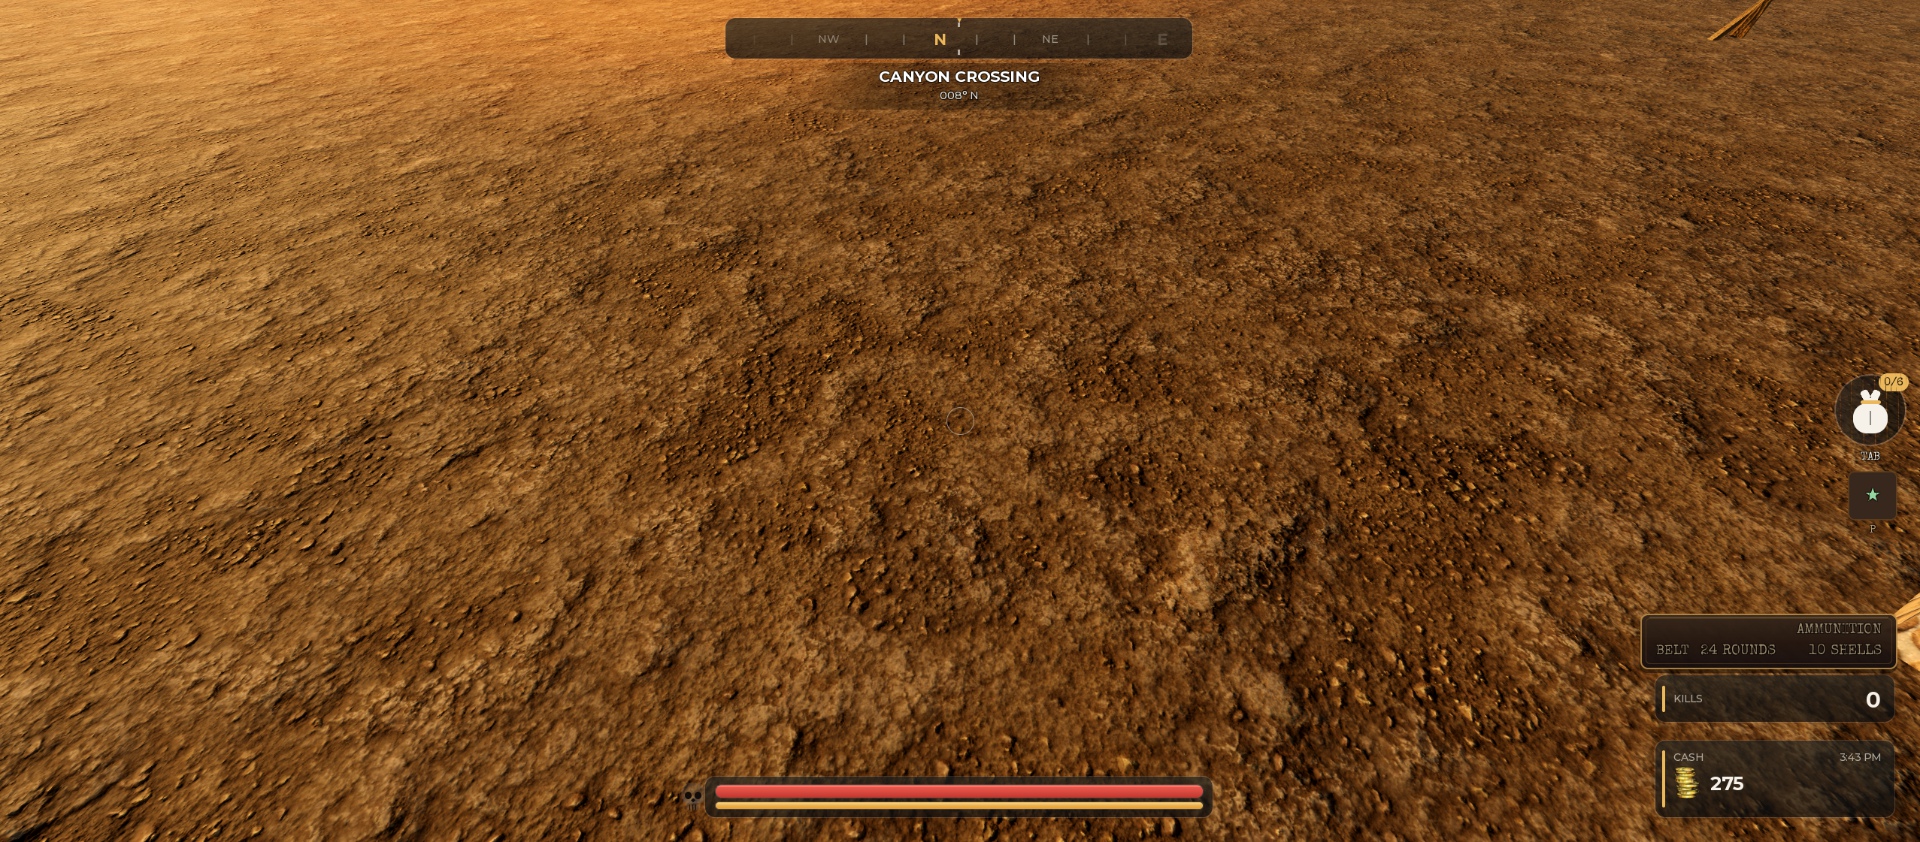 NW N NE E
CANYON CROSSING
008° N
0/6
TAB
P
AMMUNITION
BELT 24 ROUNDS 10 SHELLS
KILLS 0
CASH 3:43 PM
275